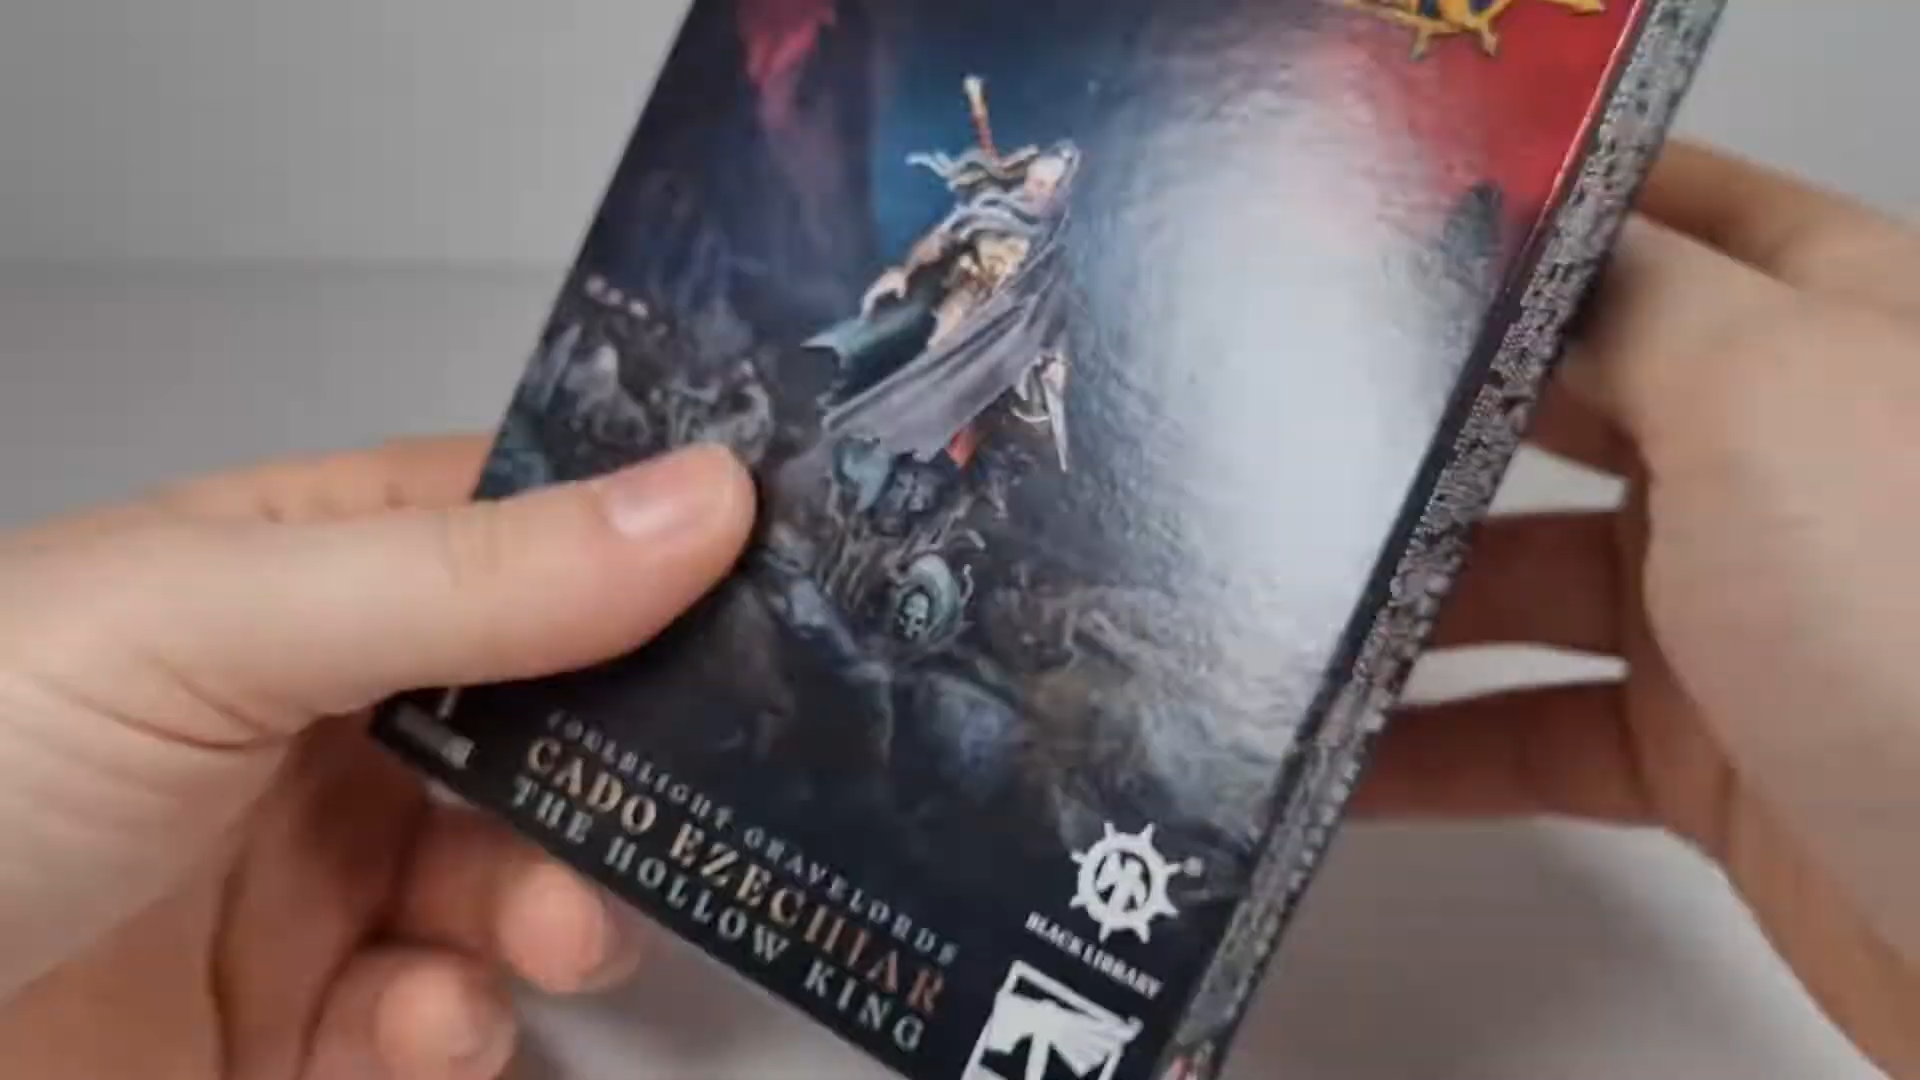 SOULBLIGHT GRAVELORDS
CADO EZECHIAR
THE HOLLOW KING
BLACK LIBRARY